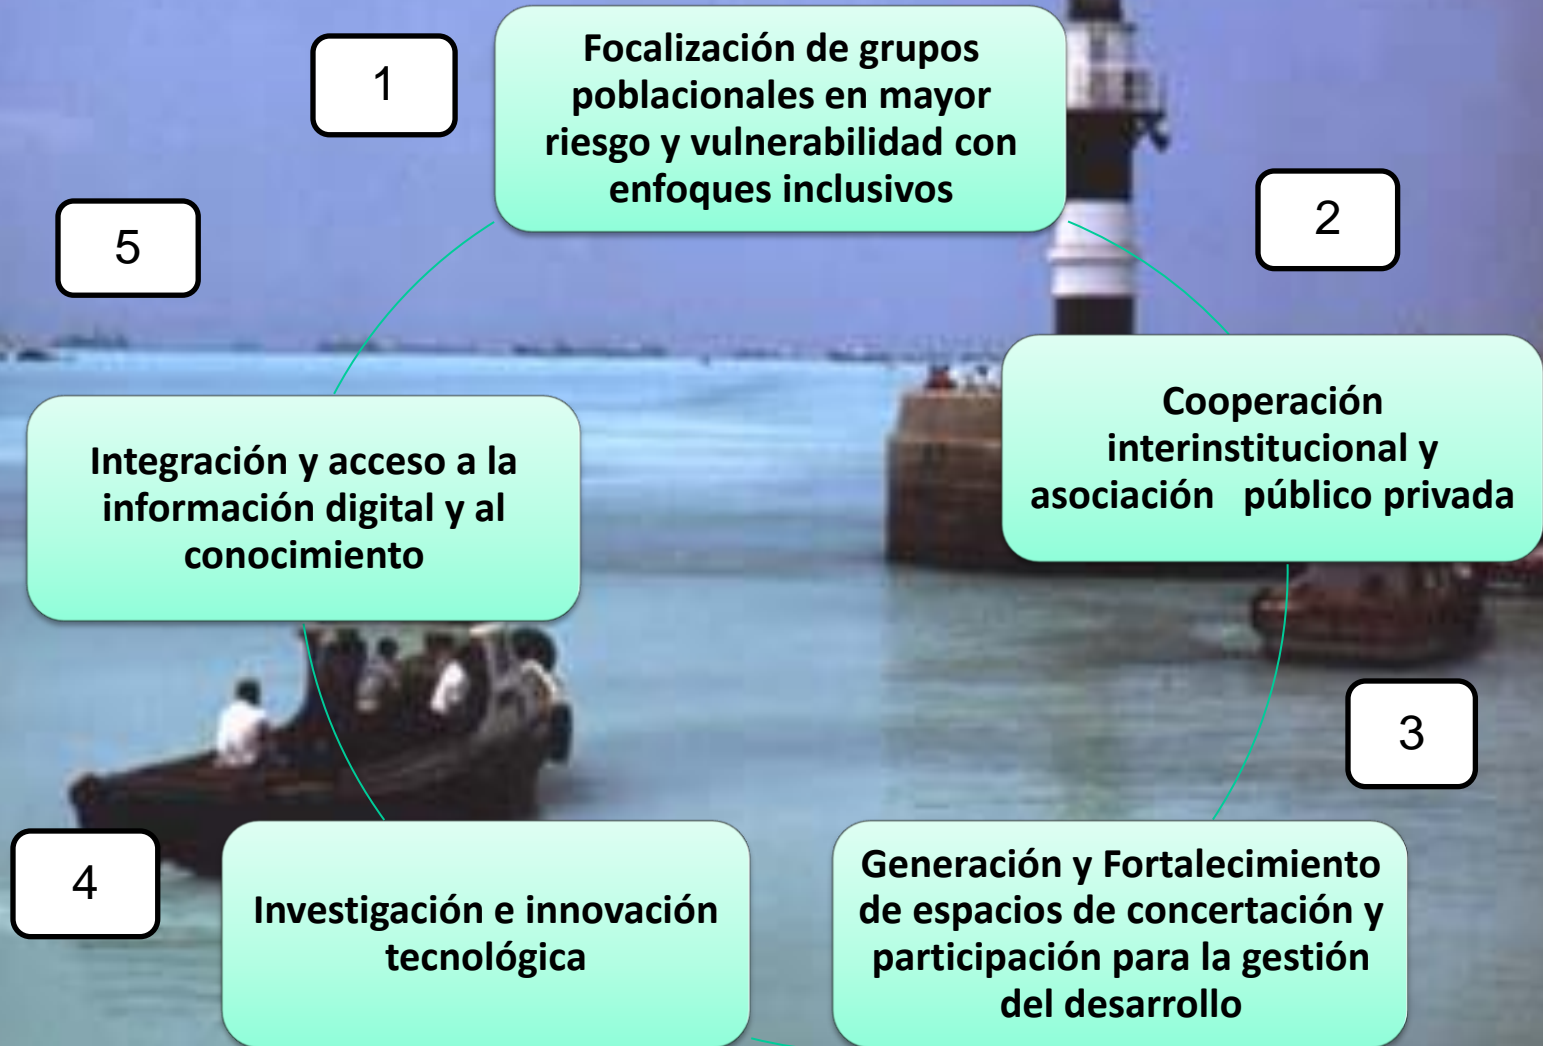 1
Focalización de grupos
poblacionales en mayor
riesgo y vulnerabilidad con
enfoques inclusivos
2
Cooperación
interinstitucional y
asociación   público privada
3
Generación y Fortalecimiento
de espacios de concertación y
participación para la gestión
del desarrollo
4
Investigación e innovación
tecnológica
5
Integración y acceso a la
información digital y al
conocimiento